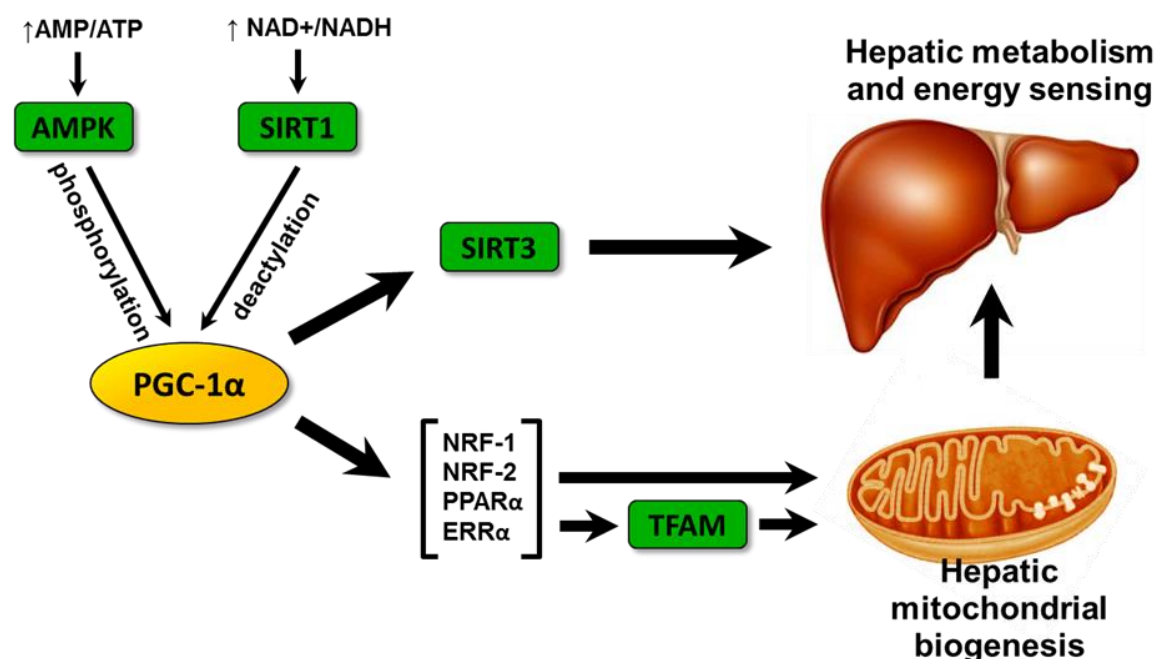 ↑AMP/ATP
↑ NAD+/NADH
AMPK
SIRT1
phosphorylation
deactylation
PGC-1α
SIRT3
Hepatic metabolism
and energy sensing
NRF-1
NRF-2
PPARα
ERRα
TFAM
Hepatic
mitochondrial
biogenesis